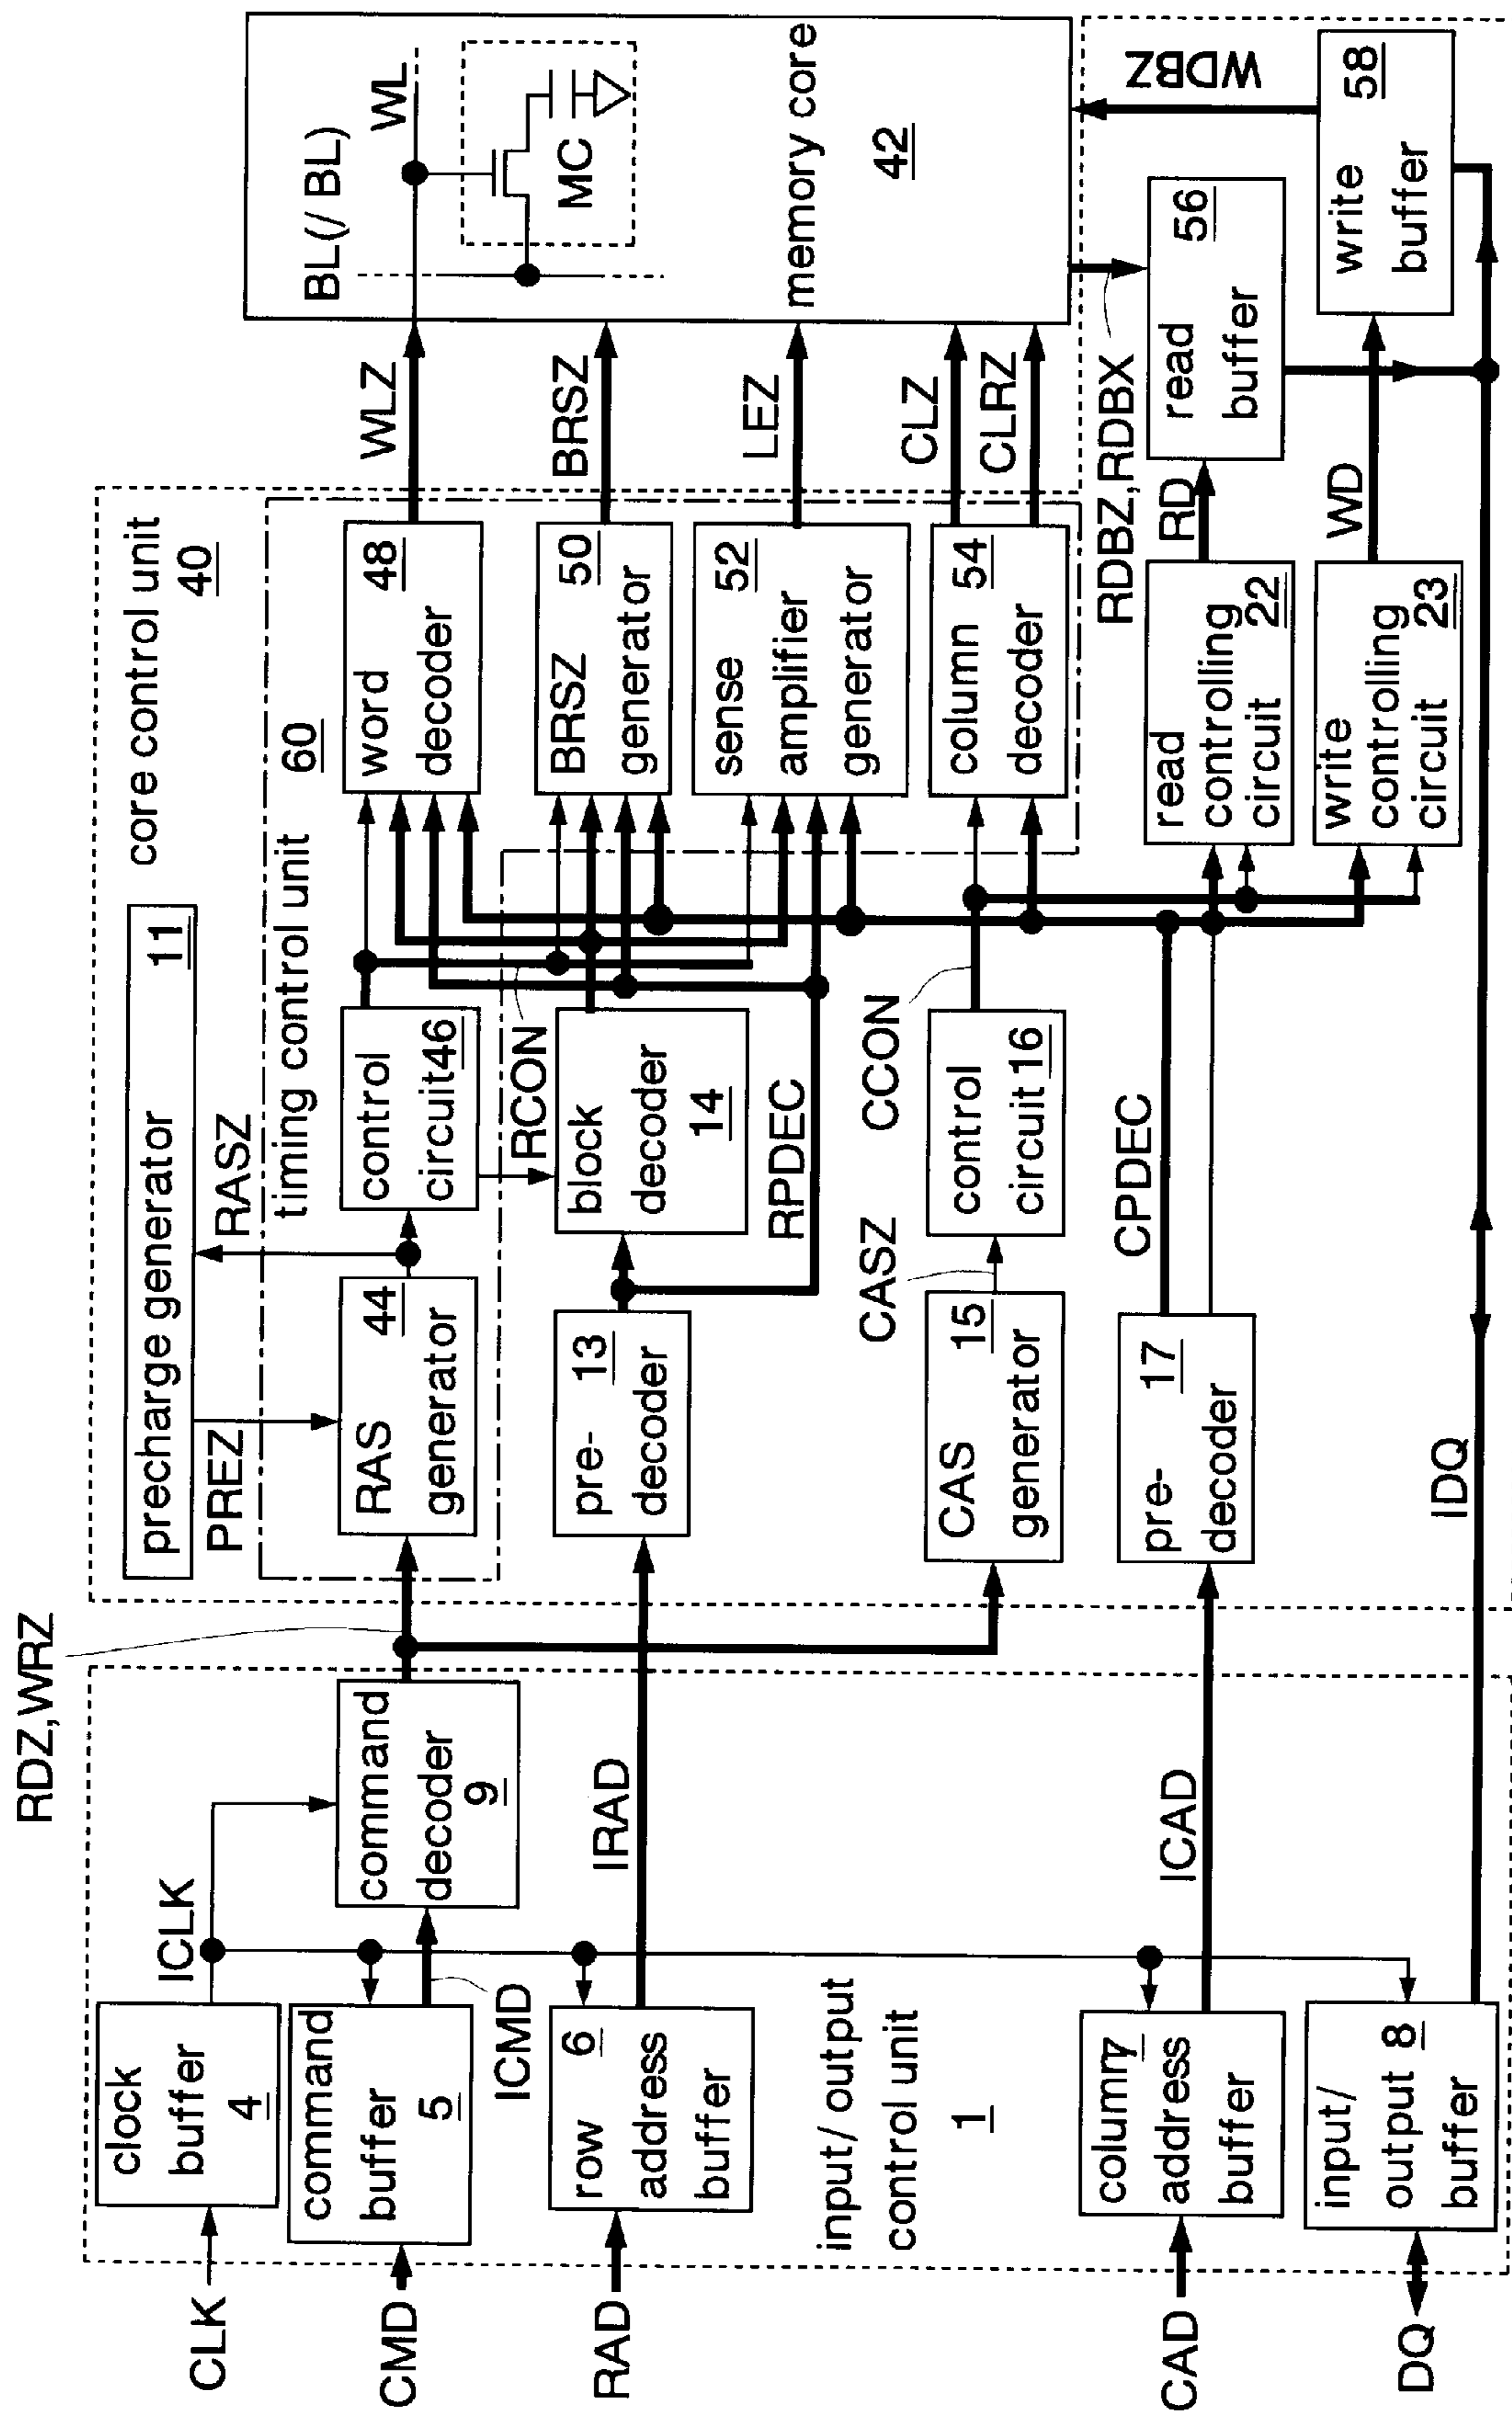 RDZ,WRZ
CLK
CMD
RAD
CAD
DQ
clock
buffer
4
command
buffer
5
row 6
address
buffer
input/ output
control unit
1
column7
address
buffer
input/
output 8
buffer
ICLK
ICMD
command
decoder
9
IRAD
ICAD
IDQ
core control unit
40
precharge generator 11
PREZ
RASZ
timing control unit
60
RAS 44
generator
control
circuit46
RCON
pre- 13
decoder
block
decoder
14
RPDEC
CAS 15
generator
CASZ
control
circuit 16
CCON
pre- 17
decoder
CPDEC
word 48
decoder
BRSZ 50
generator
sense 52
amplifier
generator
column 54
decoder
read
controlling
circuit 22
write
controlling
circuit 23
WLZ
BRSZ
LEZ
CLZ
CLRZ
RDBZ,RDBX
RD
WD
read 56
buffer
write 58
buffer
WDBZ
BL(/ BL)
WL
MC
memory core
42